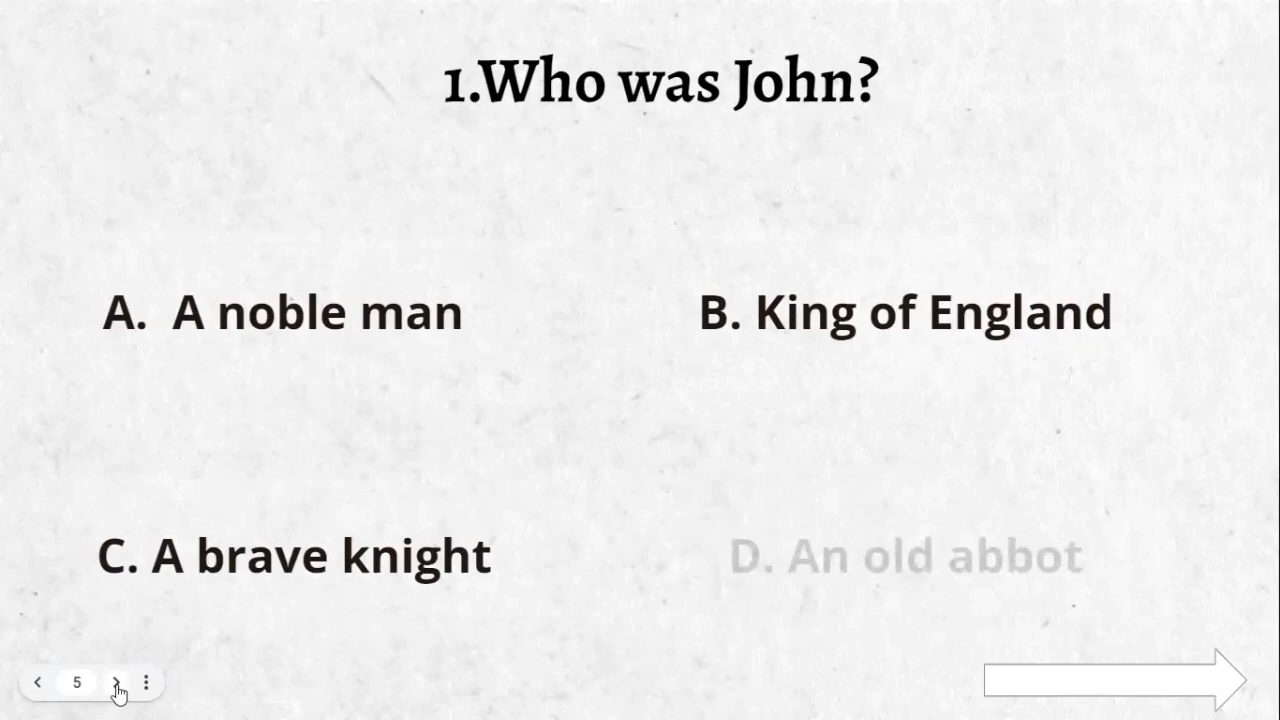 1.Who was John?
A. A noble man
B. King of England
C. A brave knight
D. An old abbot
5